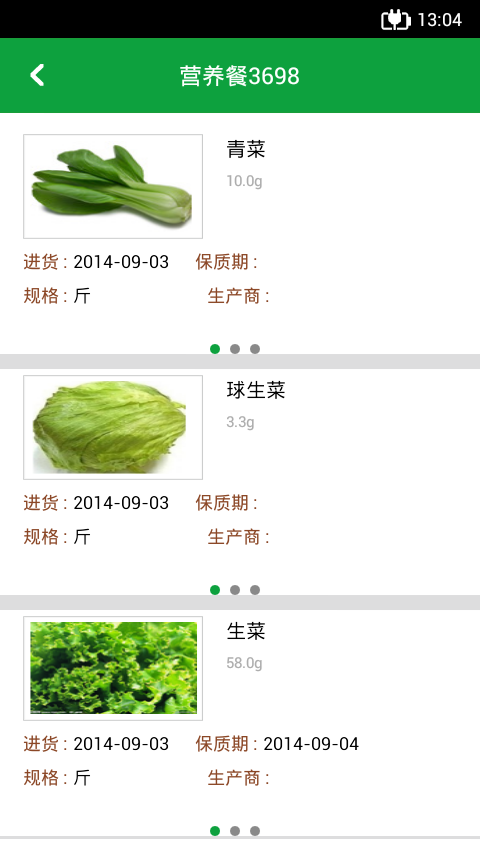 13:04
营养餐3698
青菜
10.0g
进货 : 2014-09-03 保质期 :
规格 : 斤 生产商 :
球生菜
3.3g
进货 : 2014-09-03 保质期 :
规格 : 斤 生产商 :
生菜
58.0g
进货 : 2014-09-03 保质期 : 2014-09-04
规格 : 斤 生产商 :